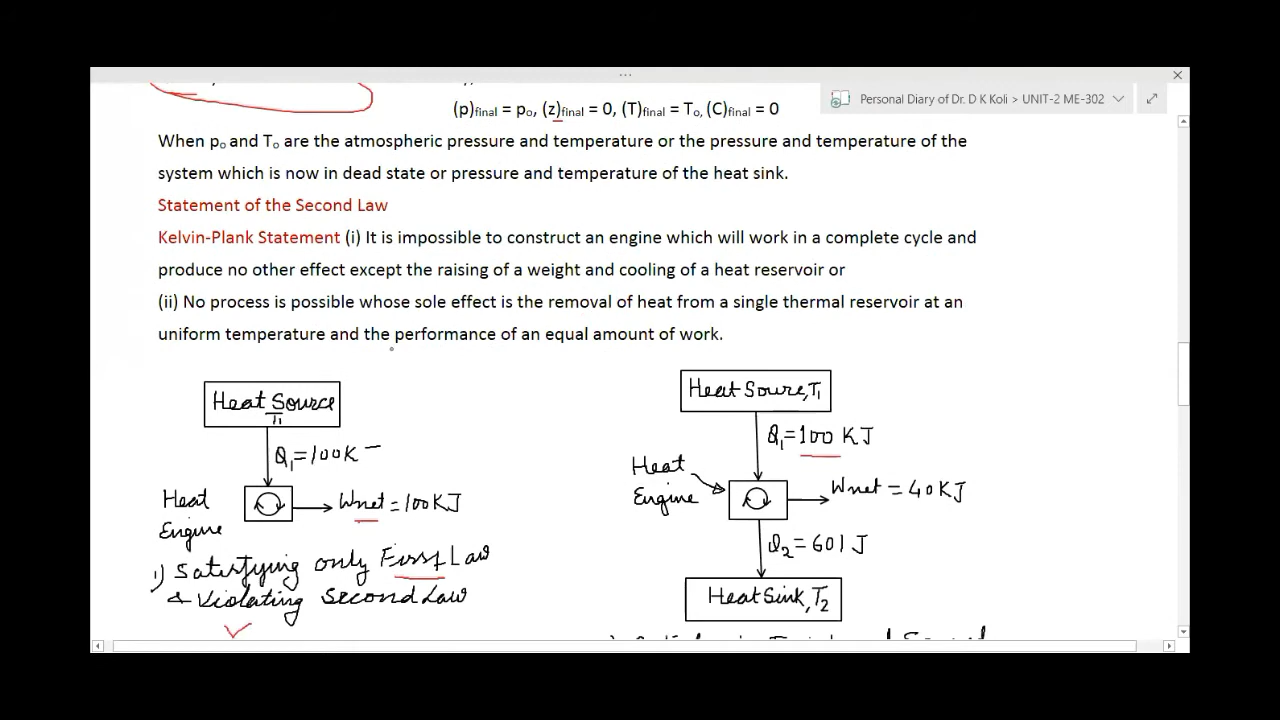 (p)final = po, (z)final = 0, (T)final = To, (C)final = 0
Personal Diary of Dr. D K Koli > UNIT-2 ME-302
When po and To are the atmospheric pressure and temperature or the pressure and temperature of the
system which is now in dead state or pressure and temperature of the heat sink.
Statement of the Second Law
Kelvin-Plank Statement (i) It is impossible to construct an engine which will work in a complete cycle and
produce no other effect except the raising of a weight and cooling of a heat reservoir or
(ii) No process is possible whose sole effect is the removal of heat from a single thermal reservoir at an
uniform temperature and the performance of an equal amount of work.
Heat Source
T1
Q1=100K
Heat
Engine
Wnet = 100KJ
1) Satisfying only First Law
& Violating Second Law
Heat Source, T1
Q1=100 KJ
Heat
Engine
Wnet = 40KJ
Q2=60 J
Heat Sink, T2